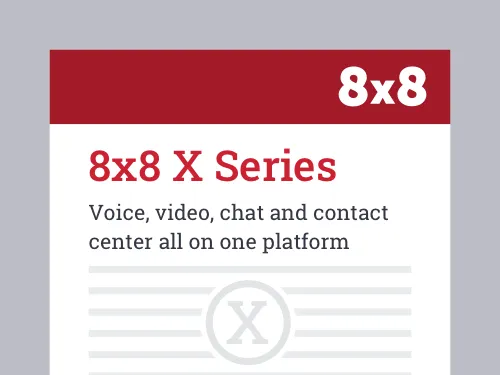 8x8
8x8 X Series
Voice, video, chat and contact
center all on one platform
X